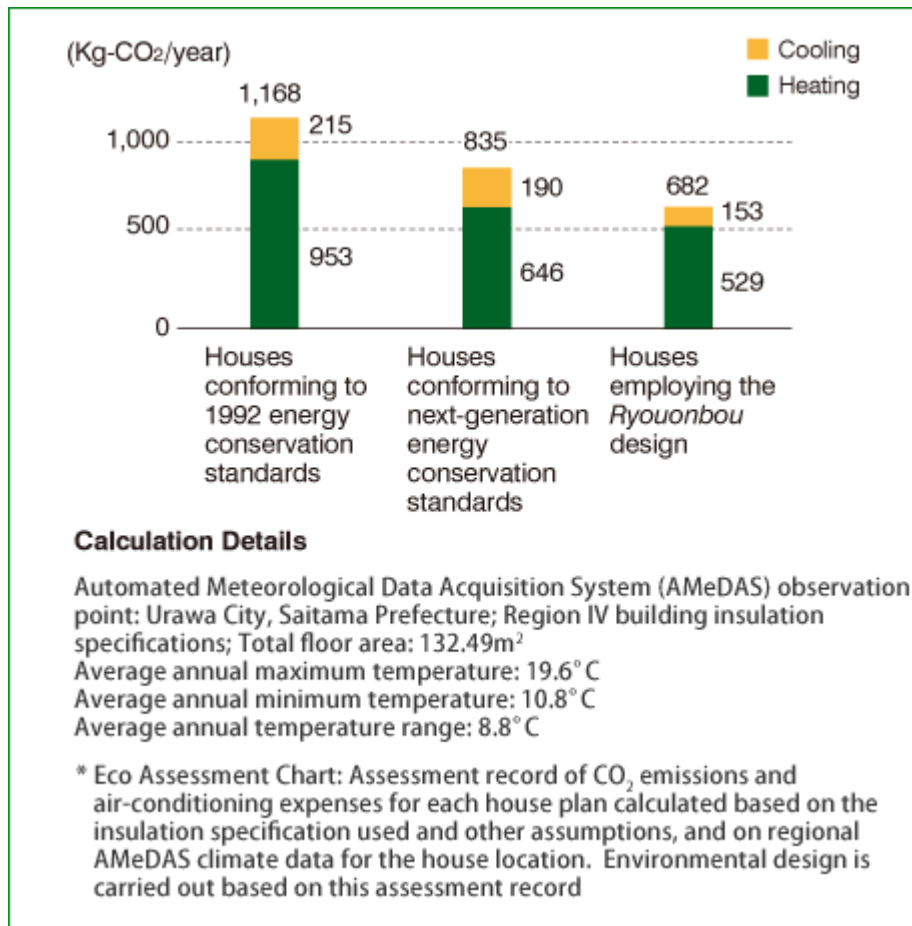 (Kg-CO2/year)
Cooling
Heating
1,168
215
1,000
835
190
682
153
500
953
646
529
0
Houses
conforming to
1992 energy
conservation
standards
Houses
conforming to
next-generation
energy
conservation
standards
Houses
employing the
Ryouonbou
design
Calculation Details
Automated Meteorological Data Acquisition System (AMeDAS) observation
point: Urawa City, Saitama Prefecture; Region IV building insulation
specifications; Total floor area: 132.49m²
Average annual maximum temperature: 19.6°C
Average annual minimum temperature: 10.8°C
Average annual temperature range: 8.8°C
* Eco Assessment Chart: Assessment record of CO₂ emissions and
air-conditioning expenses for each house plan calculated based on the
insulation specification used and other assumptions, and on regional
AMeDAS climate data for the house location. Environmental design is
carried out based on this assessment record